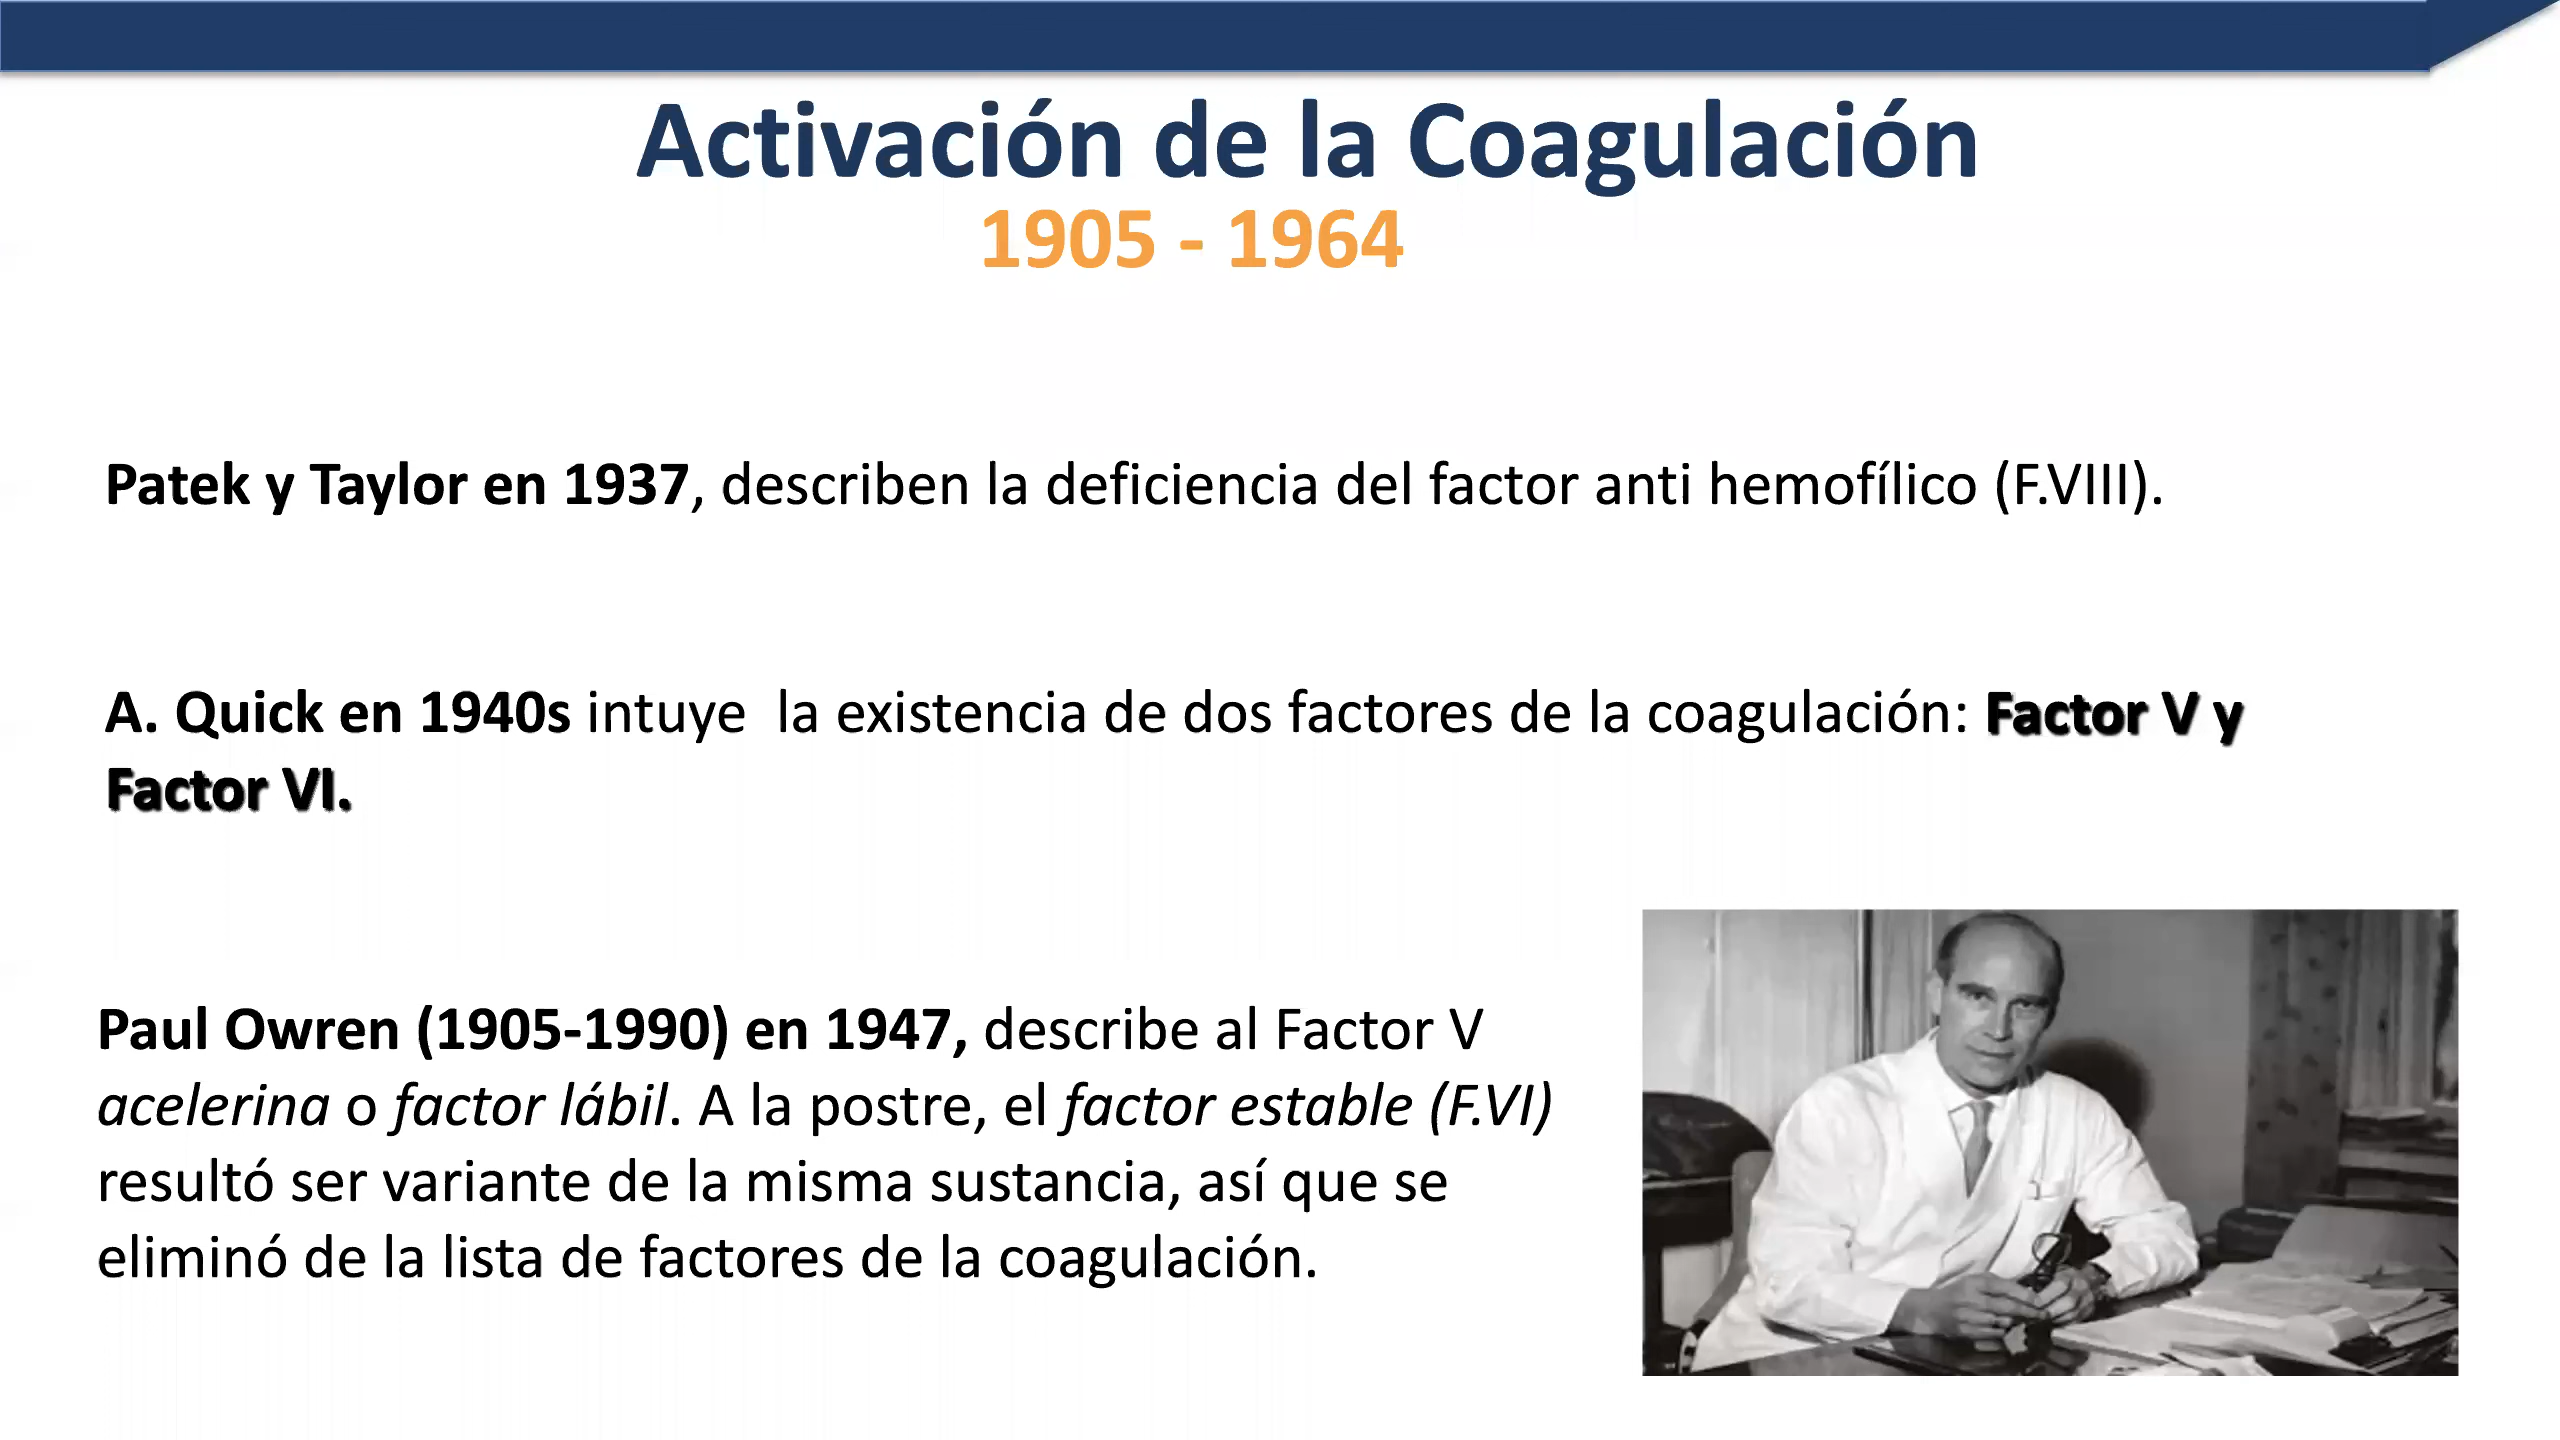 Activación de la Coagulación
1905 - 1964
Patek y Taylor en 1937, describen la deficiencia del factor anti hemofílico (F.VIII).
A. Quick en 1940s intuye  la existencia de dos factores de la coagulación: Factor V y
Factor VI.
Paul Owren (1905-1990) en 1947, describe al Factor V
acelerina o factor lábil. A la postre, el factor estable (F.VI)
resultó ser variante de la misma sustancia, así que se
eliminó de la lista de factores de la coagulación.